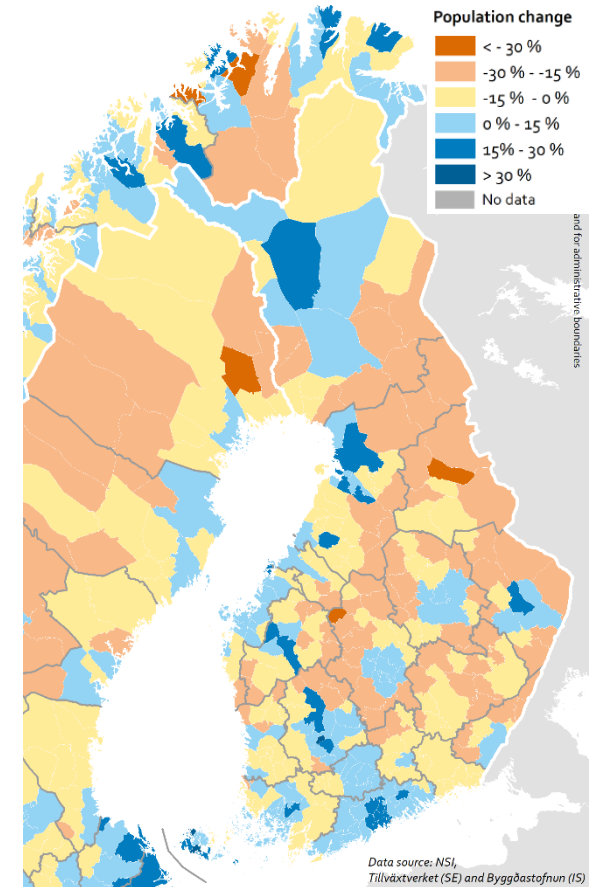 Population change
< - 30 %
-30 % - -15 %
-15 % - 0 %
0 % - 15 %
15% - 30 %
> 30 %
No data
and for administrative boundaries
Data source: NSI,
Tillväxtverket (SE) and Byggðastofnun (IS)